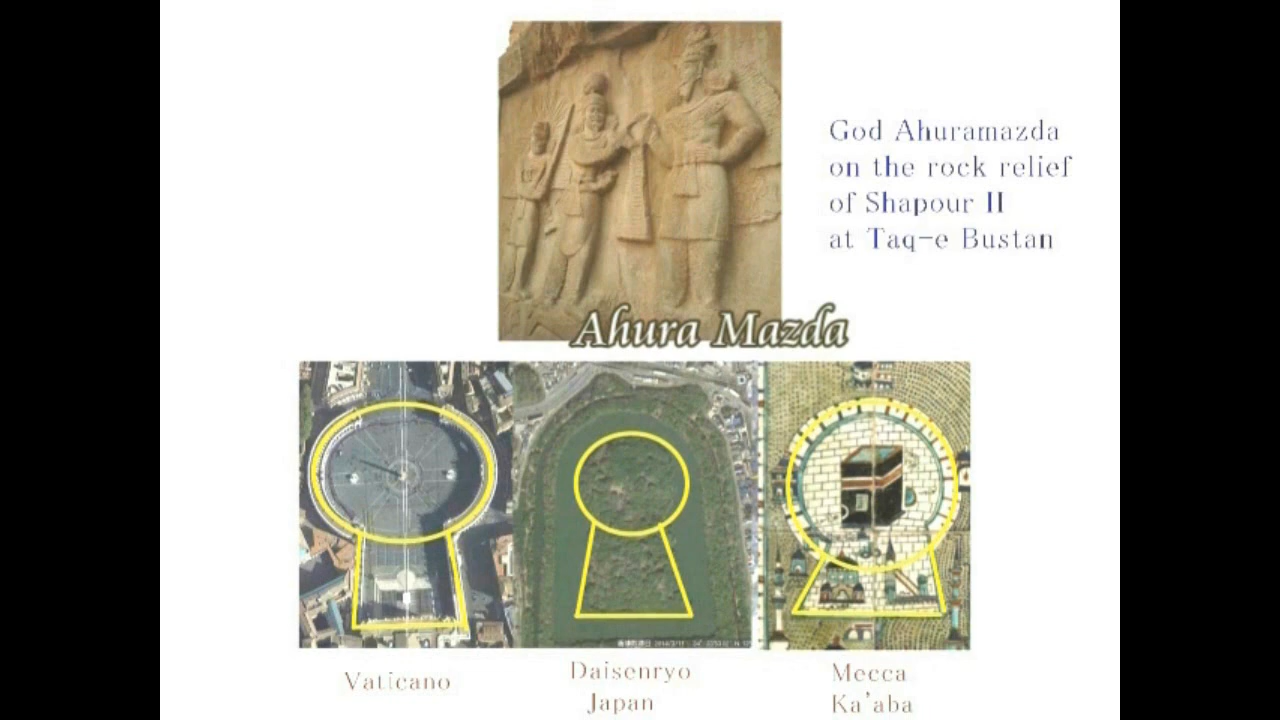 God Ahuramazda
on the rock relief
of Shapour II
at Taq-e Bustan
Ahura Mazda
Vaticano
Daisenryo
Japan
Mecca
Ka'aba